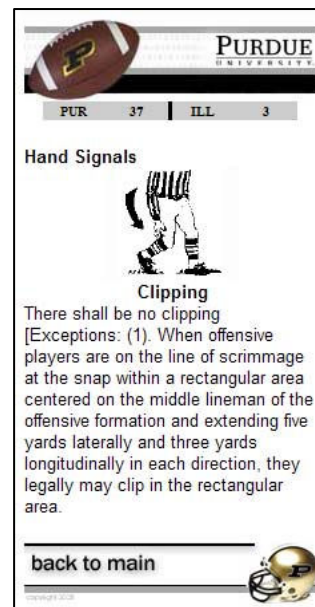 PURDUE
UNIVERSITY
PUR 37 ILL 3
Hand Signals
Clipping
There shall be no clipping
[Exceptions: (1). When offensive
players are on the line of scrimmage
at the snap within a rectangular area
centered on the middle lineman of the
offensive formation and extending five
yards laterally and three yards
longitudinally in each direction, they
legally may clip in the rectangular
area.
back to main